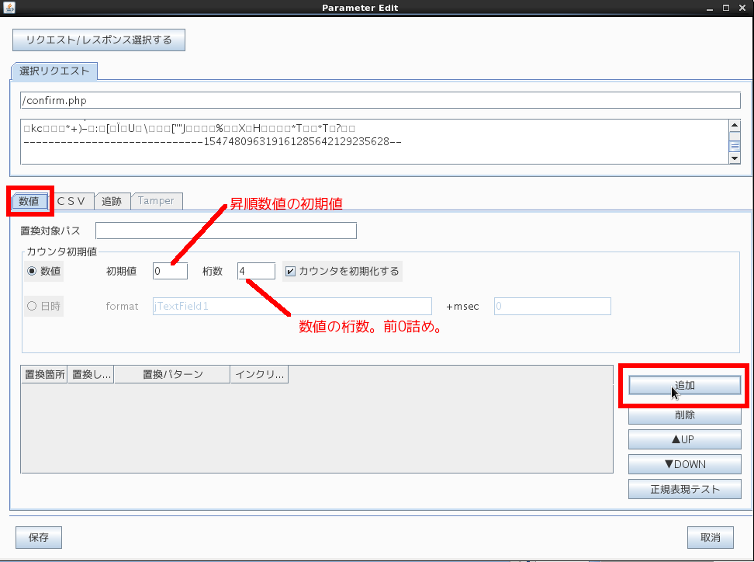 Parameter Edit
リクエスト/レスポンス選択する
選択リクエスト
/confirm.php
□kc□□□*+)-□:□[□Ì□U□\□□□[""J□□□□%□□X□H□□□□*T□□*T□?□□
-----------------------------154748096319161285642129235628--
数値 CSV 追跡 Tamper
昇順数値の初期値
置換対象パス
カウンタ初期値
数値 初期値 0 桁数 4 カウンタを初期化する
日時 format jTextField1 +msec 0
数値の桁数。前0詰め。
置換箇所 置換し... 置換パターン インクリ...
追加
削除
▲UP
▼DOWN
正規表現テスト
保存 取消